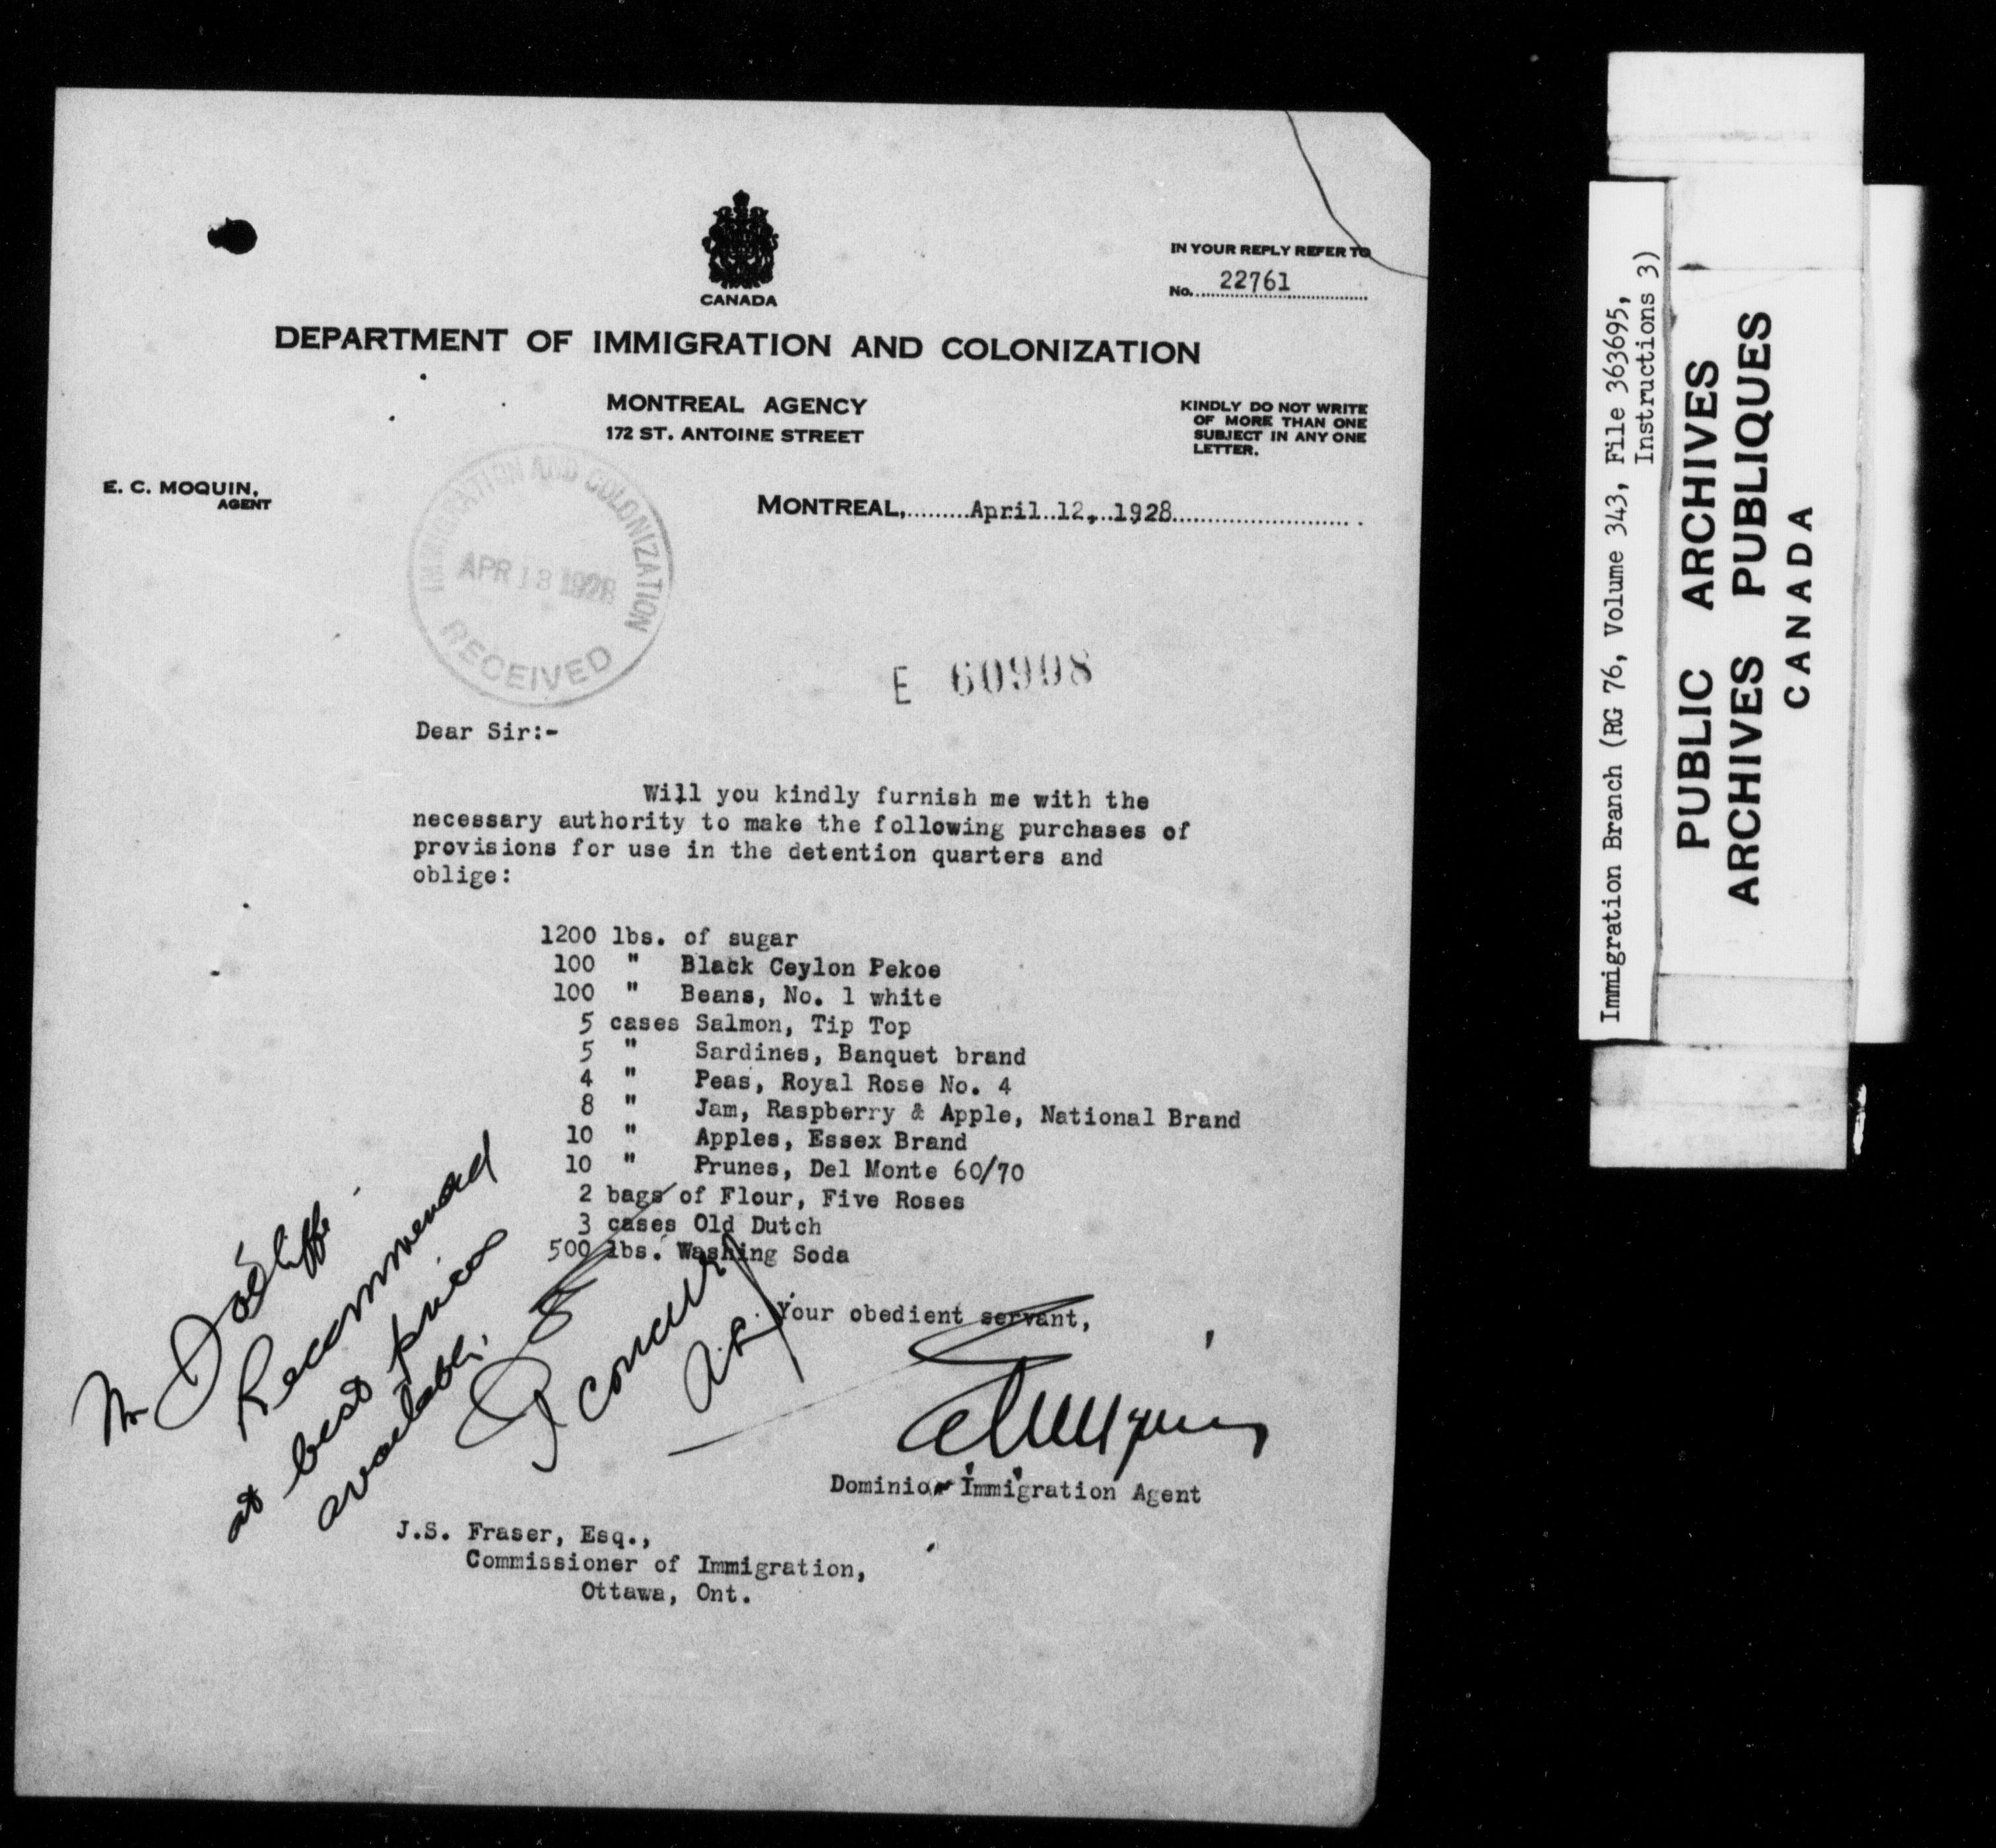 CANADA
IN YOUR REPLY REFER TO
No. 22761
DEPARTMENT OF IMMIGRATION AND COLONIZATION
MONTREAL AGENCY
172 ST. ANTOINE STREET
KINDLY DO NOT WRITE
OF MORE THAN ONE
SUBJECT IN ANY ONE
LETTER.
E. C. MOQUIN,
AGENT
MONTREAL, April 12, 1928
IMMIGRATION AND COLONIZATION
APR 13 1928
RECEIVED
E 60998
Dear Sir:-
Will you kindly furnish me with the
necessary authority to make the following purchases of
provisions for use in the detention quarters and
oblige:
1200 lbs. of sugar
100 " Black Ceylon Pekoe
100 " Beans, No. 1 white
5 cases Salmon, Tip Top
5 " Sardines, Banquet brand
4 " Peas, Royal Rose No. 4
8 " Jam, Raspberry & Apple, National Brand
10 " Apples, Essex Brand
10 " Prunes, Del Monte 60/70
2 bags of Flour, Five Roses
3 cases Old Dutch
500 lbs. Washing Soda
Mr
Recommend
at best prices
available.
I concur
Your obedient servant,
Dominion Immigration Agent
J.S. Fraser, Esq.,
Commissioner of Immigration,
Ottawa, Ont.
Immigration Branch (RG 76, Volume 343, File 363695,
Instructions 3)
PUBLIC ARCHIVES
ARCHIVES PUBLIQUES
CANADA